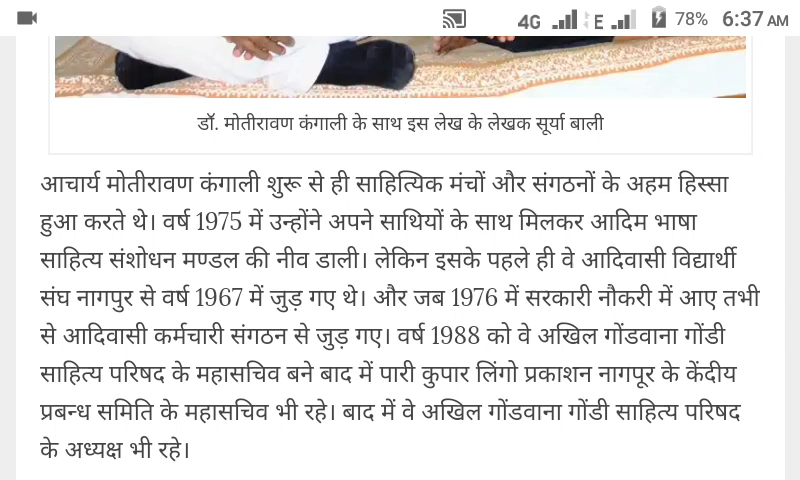 4G E 78% 6:37 AM
डॉ. मोतीरावण कंगाली के साथ इस लेख के लेखक सूर्या बाली
आचार्य मोतीरावण कंगाली शुरू से ही साहित्यिक मंचों और संगठनों के अहम हिस्सा
हुआ करते थे। वर्ष 1975 में उन्होंने अपने साथियों के साथ मिलकर आदिम भाषा
साहित्य संशोधन मण्डल की नीव डाली। लेकिन इसके पहले ही वे आदिवासी विद्यार्थी
संघ नागपुर से वर्ष 1967 में जुड़ गए थे। और जब 1976 में सरकारी नौकरी में आए तभी
से आदिवासी कर्मचारी संगठन से जुड़ गए। वर्ष 1988 को वे अखिल गोंडवाना गोंडी
साहित्य परिषद के महासचिव बने बाद में पारी कुपार लिंगो प्रकाशन नागपूर के केंदीय
प्रबन्ध समिति के महासचिव भी रहे। बाद में वे अखिल गोंडवाना गोंडी साहित्य परिषद
के अध्यक्ष भी रहे।